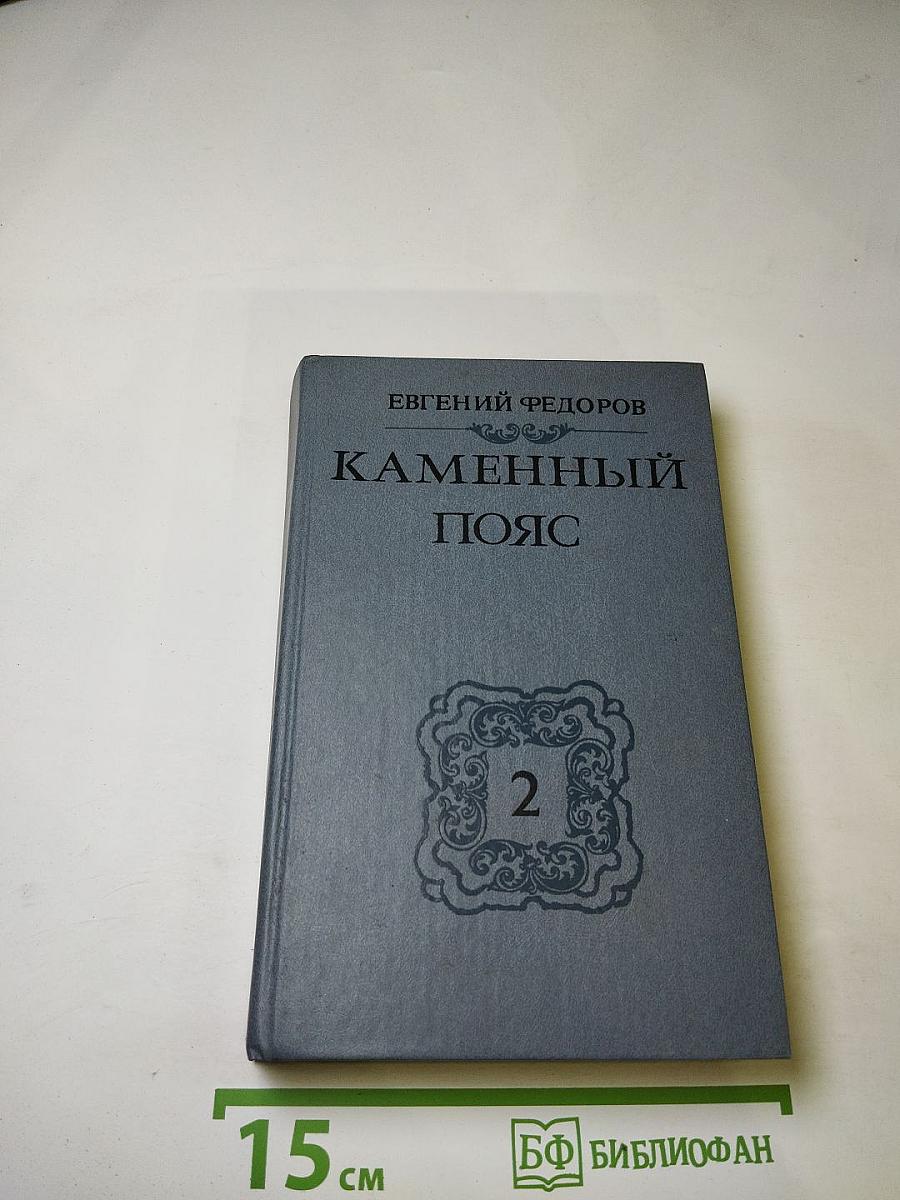 ЕВГЕНИЙ ФЕДОРОВ
КАМЕННЫЙ
ПОЯС
2
15 см
БФ БИБЛИОФАН